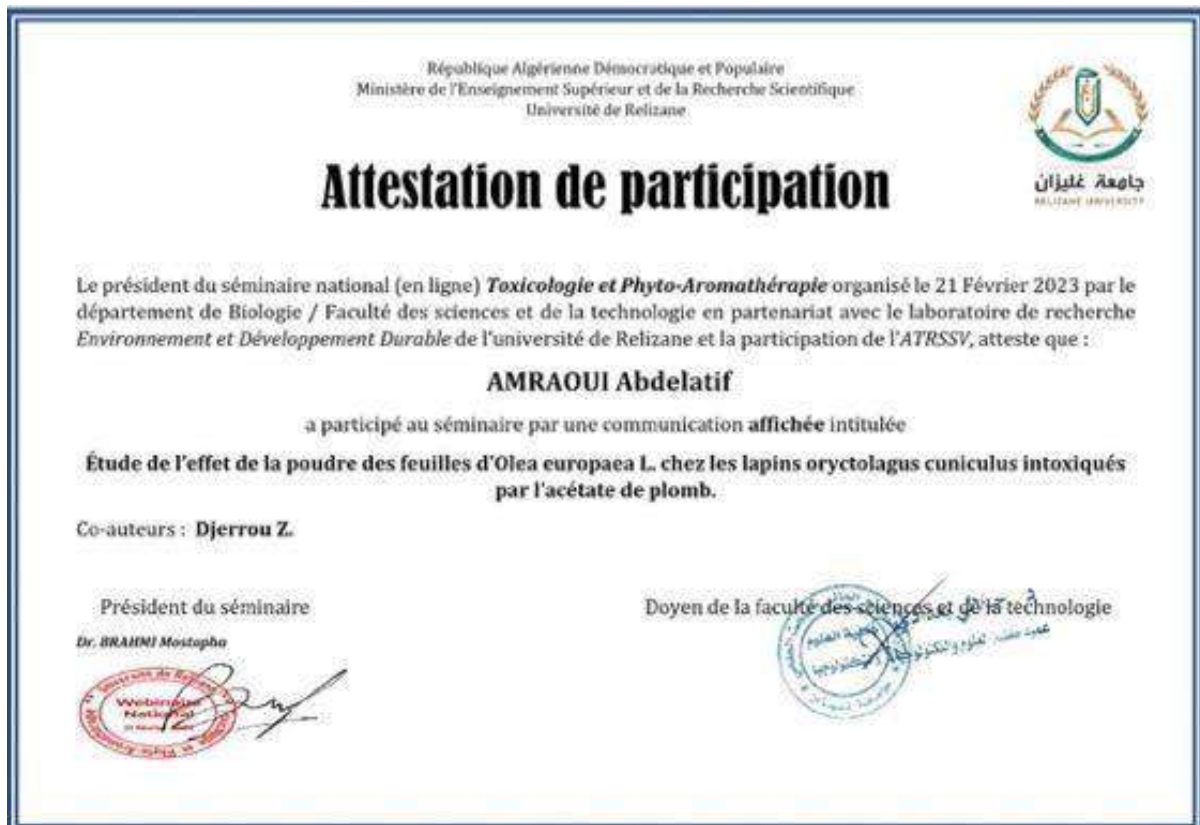 République Algérienne Démocratique et Populaire
Ministère de l'Enseignement Supérieur et de la Recherche Scientifique
Université de Relizane
جامعة غليزان
RELIZANE UNIVERSITY
Attestation de participation
Le président du séminaire national (en ligne) Toxicologie et Phyto-Aromathérapie organisé le 21 Février 2023 par le
département de Biologie / Faculté des sciences et de la technologie en partenariat avec le laboratoire de recherche
Environnement et Développement Durable de l'université de Relizane et la participation de l'ATRSSV, atteste que :
AMRAOUI Abdelatif
a participé au séminaire par une communication affichée intitulée
Étude de l'effet de la poudre des feuilles d'Olea europaea L. chez les lapins oryctolagus cuniculus intoxiqués
par l'acétate de plomb.
Co-auteurs : Djerrou Z.
Président du séminaire
Dr. BRAHMI Mostapha
Webinaire
National
Doyen de la faculté des sciences et de la technologie